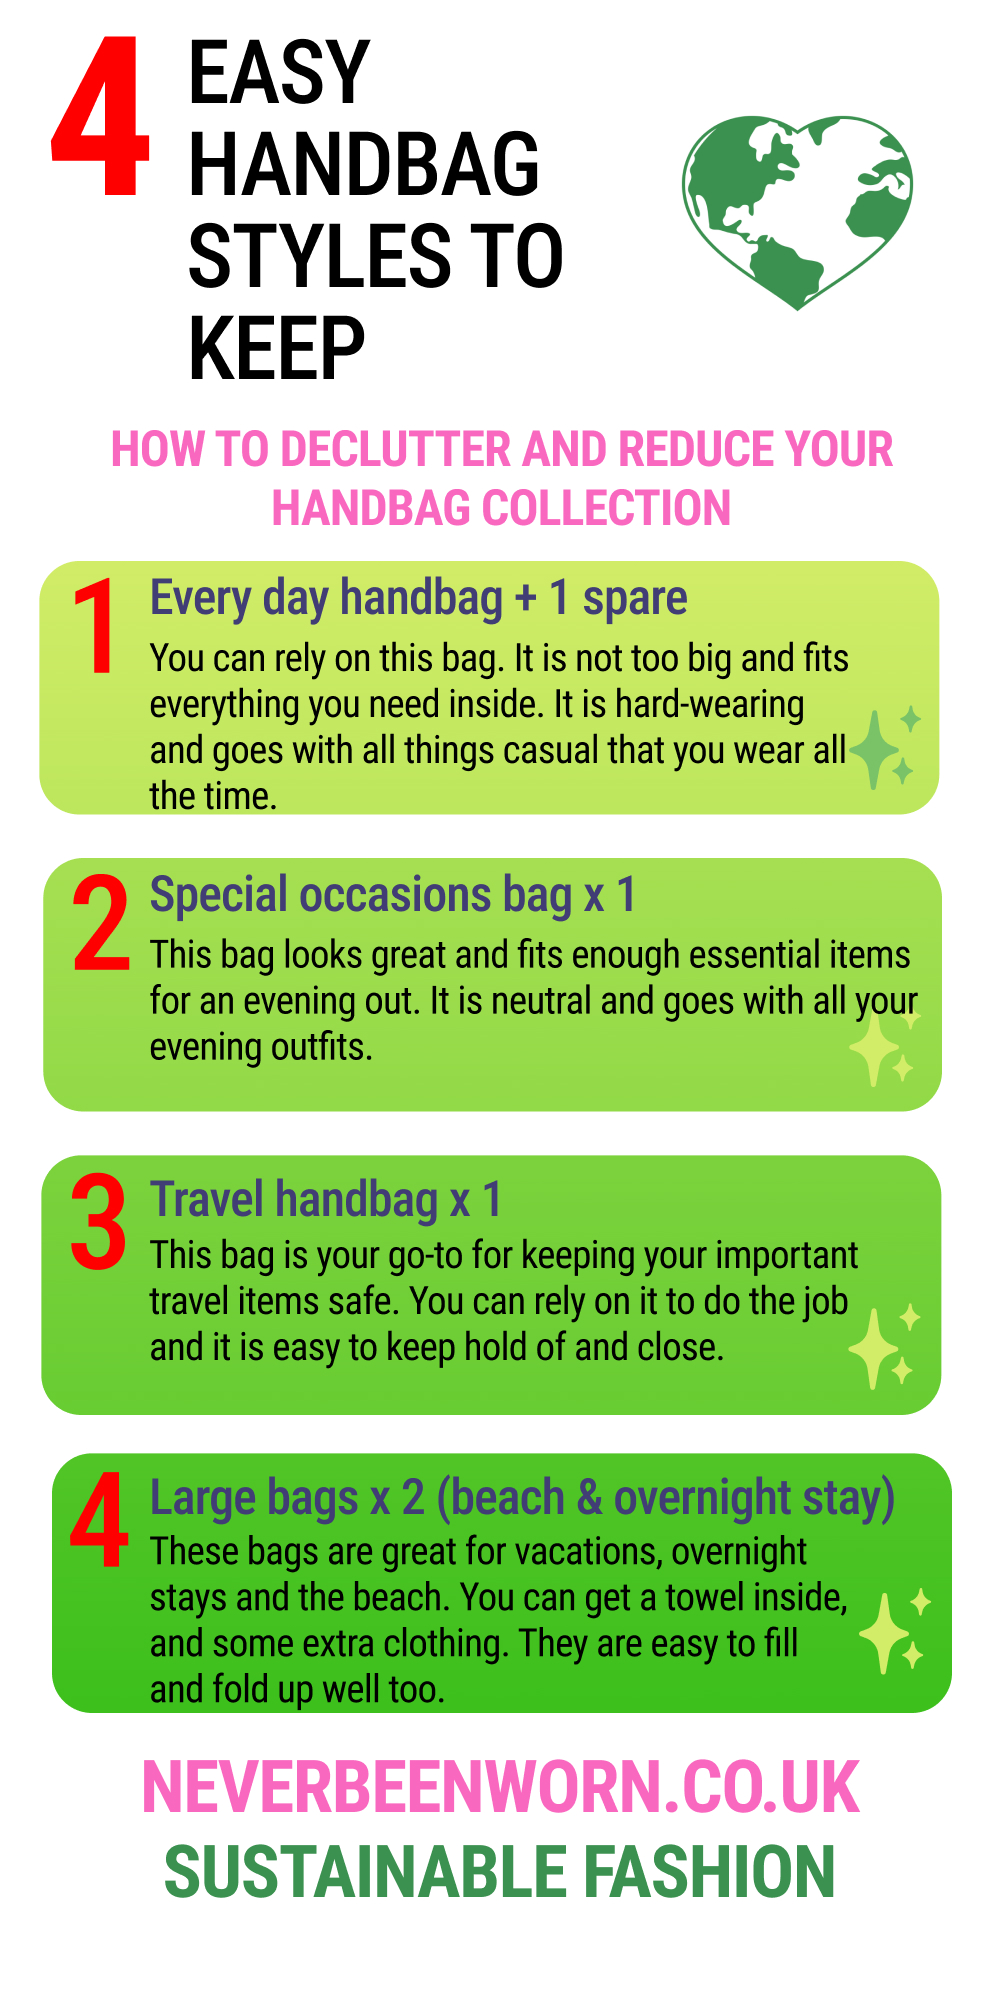 4
EASY
HANDBAG
STYLES TO
KEEP
HOW TO DECLUTTER AND REDUCE YOUR
HANDBAG COLLECTION
1
Every day handbag + 1 spare
You can rely on this bag. It is not too big and fits
everything you need inside. It is hard-wearing
and goes with all things casual that you wear all
the time.
2
Special occasions bag x 1
This bag looks great and fits enough essential items
for an evening out. It is neutral and goes with all your
evening outfits.
3
Travel handbag x 1
This bag is your go-to for keeping your important
travel items safe. You can rely on it to do the job
and it is easy to keep hold of and close.
4
Large bags x 2 (beach & overnight stay)
These bags are great for vacations, overnight
stays and the beach. You can get a towel inside,
and some extra clothing. They are easy to fill
and fold up well too.
NEVERBEENWORN.CO.UK
SUSTAINABLE FASHION